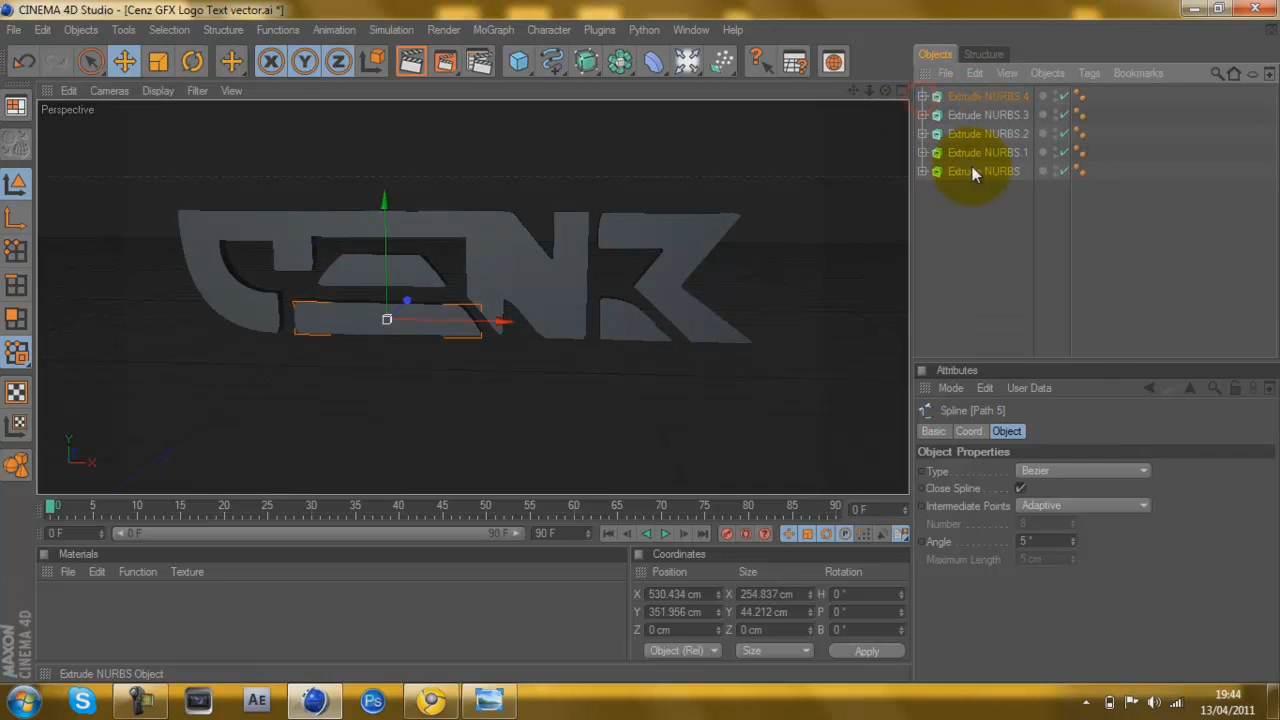 CINEMA 4D Studio - [Cenz GFX Logo Text vector.ai *]
File Edit Objects Tools Selection Structure Functions Animation Simulation Render MoGraph Character Plugins Python Window Help
X Y Z
Objects Structure
File Edit View Objects Tags Bookmarks
Edit Cameras Display Filter View
Perspective
Extrude NURBS.4
Extrude NURBS.3
Extrude NURBS.2
Extrude NURBS.1
Extrude NURBS
CENZ
Y
Z
X
Attributes
Mode Edit User Data
Spline [Path 5]
Basic Coord Object
Object Properties
Type Bezier
Close Spline
Intermediate Points Adaptive
Number 8
Angle 5 °
Maximum Length 5 cm
0 5 10 15 20 25 30 35 40 45 50 55 60 65 70 75 80 85 90 0 F
0 F 0 F 90 F 90 F
Materials
File Edit Function Texture
Coordinates
Position Size Rotation
X 530.434 cm X 254.837 cm H 0 °
Y 351.956 cm Y 44.212 cm P 0 °
Z 0 cm Z 0 cm B 0 °
Object (Rel) Size Apply
MAXON
CINEMA 4D
Extrude NURBS Object
Ae Ps
19:44
13/04/2011